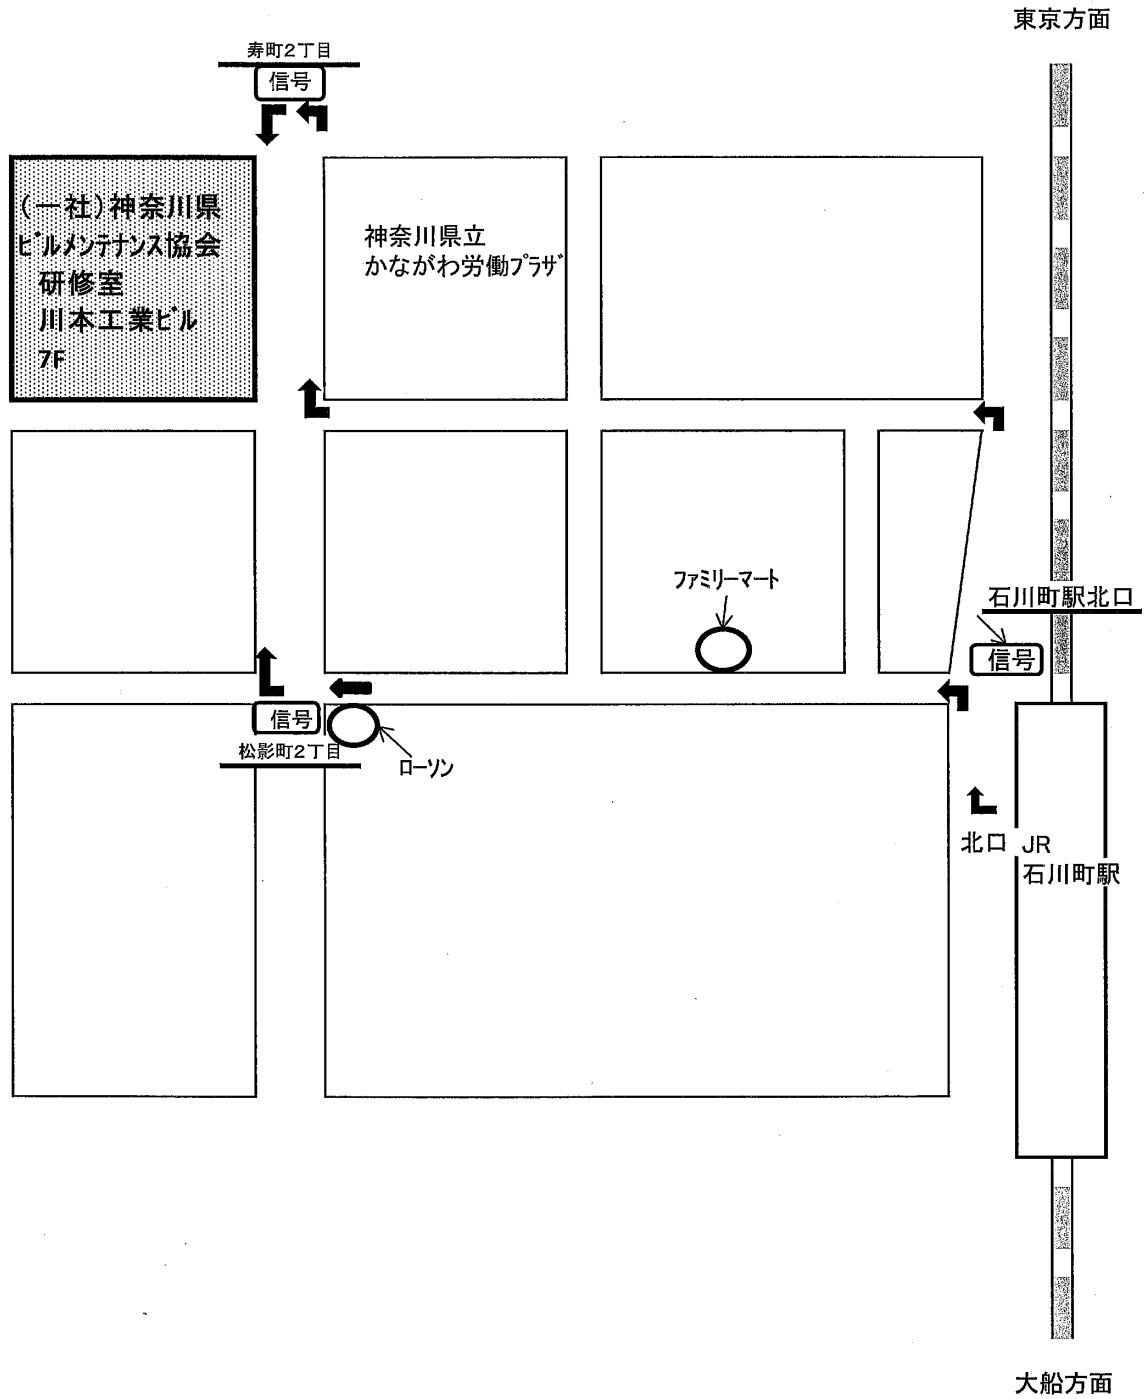 東京方面
寿町2丁目
信号
(一社)神奈川県
ビルメンテナンス協会
研修室
川本工業ビル
7F
神奈川県立
かながわ労働プラザ
ファミリーマート
石川町駅北口
信号
信号
松影町2丁目
ローソン
北口
JR
石川町駅
大船方面